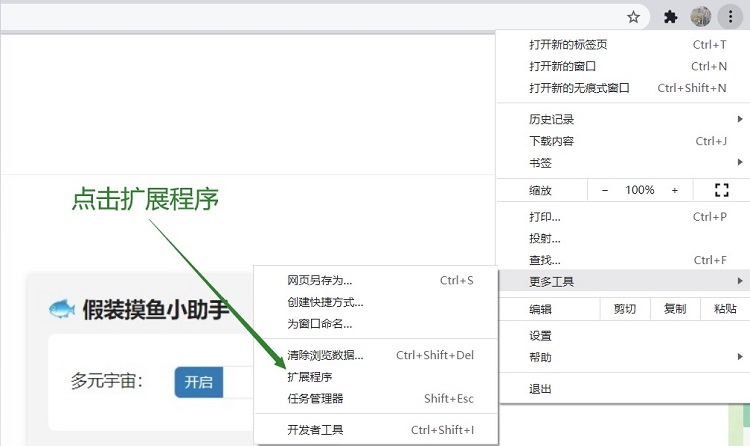 打开新的标签页 Ctrl+T
打开新的窗口 Ctrl+N
打开新的无痕式窗口 Ctrl+Shift+N
历史记录
下载内容 Ctrl+J
书签
缩放 − 100% +
打印... Ctrl+P
投射...
查找... Ctrl+F
更多工具
编辑 剪切 复制 粘贴
设置
帮助
退出
点击扩展程序
网页另存为... Ctrl+S
创建快捷方式...
为窗口命名...
清除浏览数据... Ctrl+Shift+Del
扩展程序
任务管理器 Shift+Esc
开发者工具 Ctrl+Shift+I
假装摸鱼小助手
多元宇宙: 开启